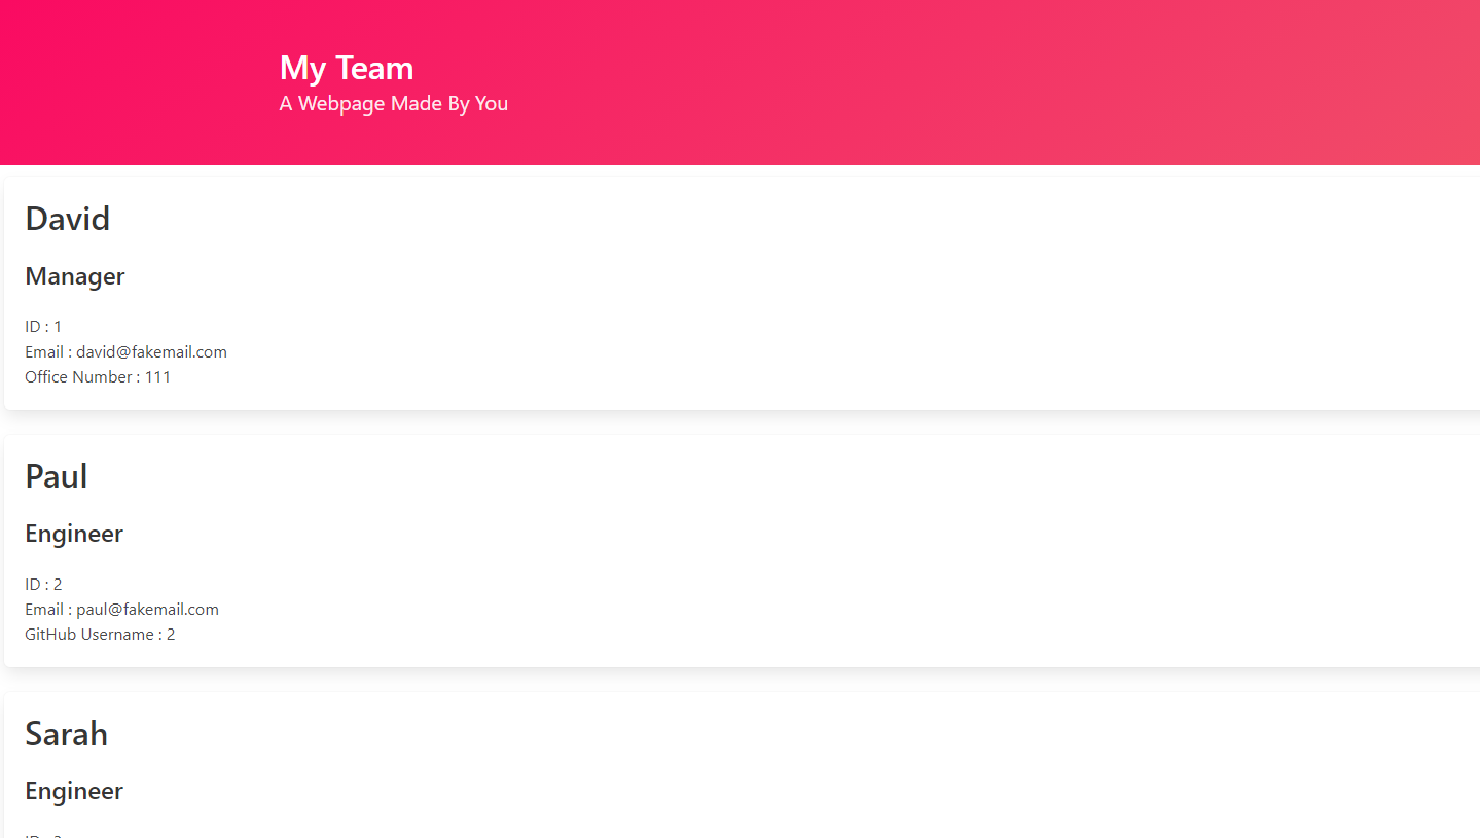 My Team
A Webpage Made By You
David
Manager
ID : 1
Email : david@fakemail.com
Office Number : 111
Paul
Engineer
ID : 2
Email : paul@fakemail.com
GitHub Username : 2
Sarah
Engineer